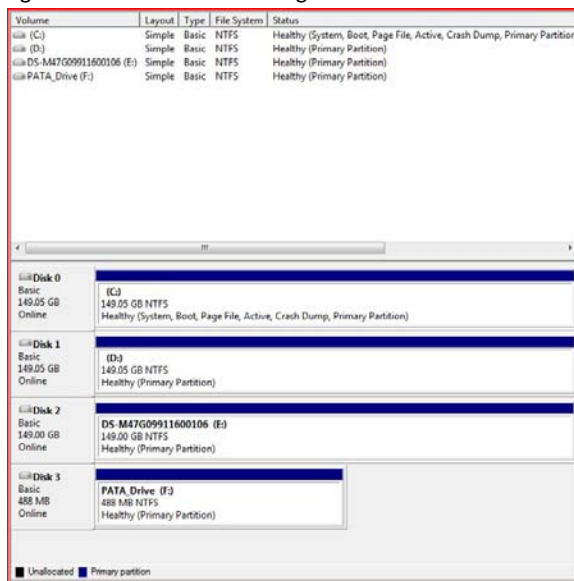 Volume Layout Type File System Status
(C:) Simple Basic NTFS Healthy (System, Boot, Page File, Active, Crash Dump, Primary Partition
(D:) Simple Basic NTFS Healthy (Primary Partition)
DS-M47G09911600106 (E:) Simple Basic NTFS Healthy (Primary Partition)
PATA_Drive (F:) Simple Basic NTFS Healthy (Primary Partition)
Disk 0
Basic
149.05 GB
Online
(C:)
149.05 GB NTFS
Healthy (System, Boot, Page File, Active, Crash Dump, Primary Partition)
Disk 1
Basic
149.05 GB
Online
(D:)
149.05 GB NTFS
Healthy (Primary Partition)
Disk 2
Basic
149.00 GB
Online
DS-M47G09911600106 (E:)
149.00 GB NTFS
Healthy (Primary Partition)
Disk 3
Basic
488 MB
Online
PATA_Drive (F:)
488 MB NTFS
Healthy (Primary Partition)
Unallocated Primary partition